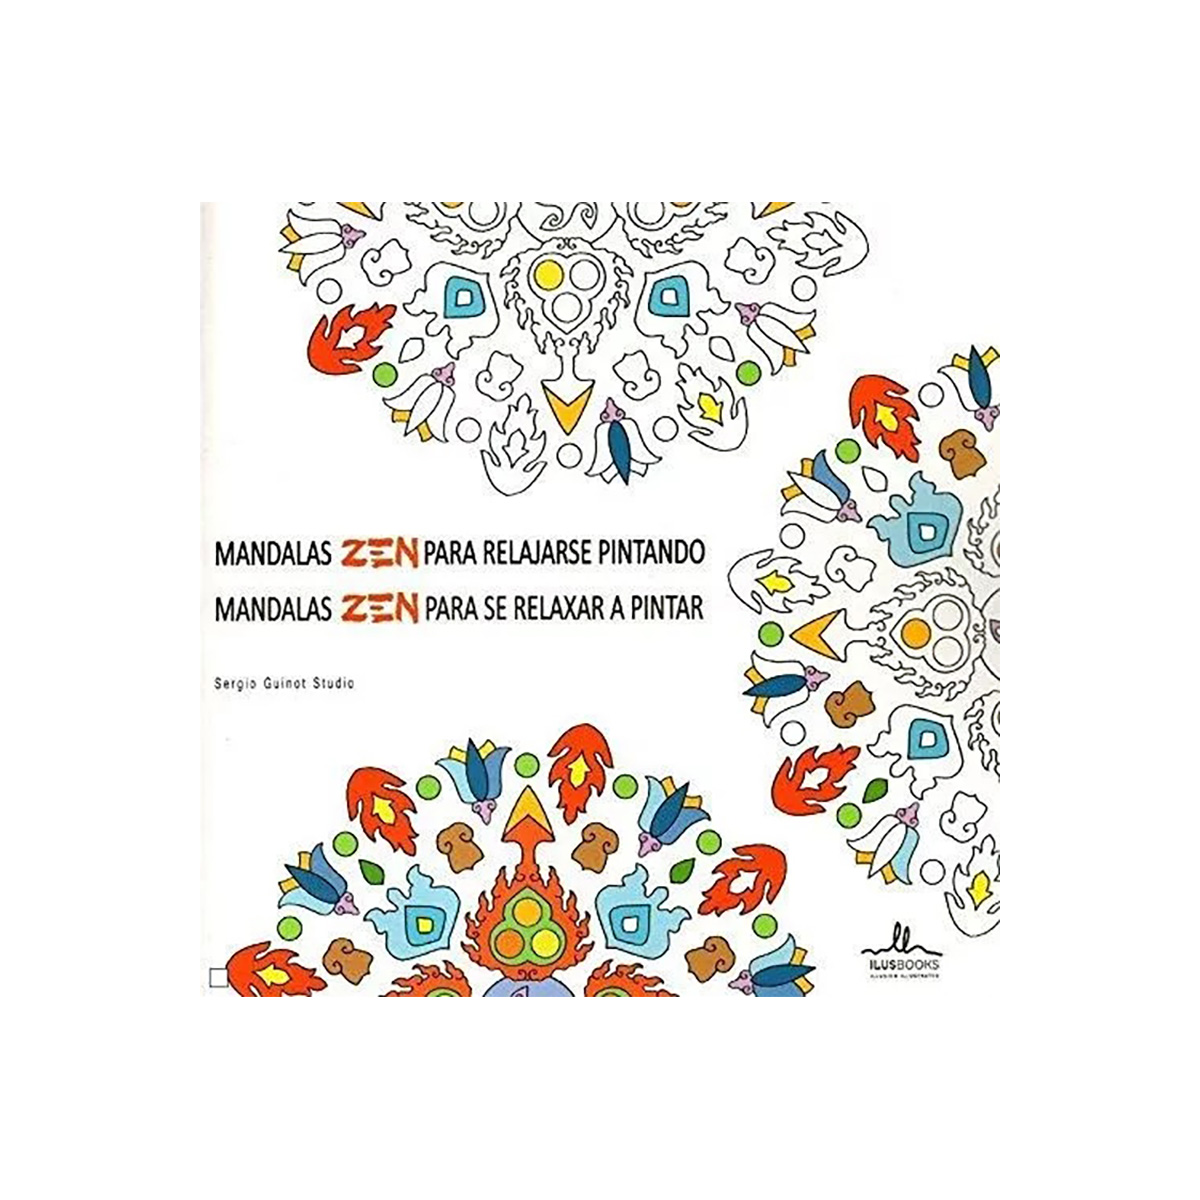 MANDALAS ZEN PARA RELAJARSE PINTANDO
MANDALAS ZEN PARA SE RELAXAR A PINTAR
Sergio Guinot Studio
ILUSBOOKS